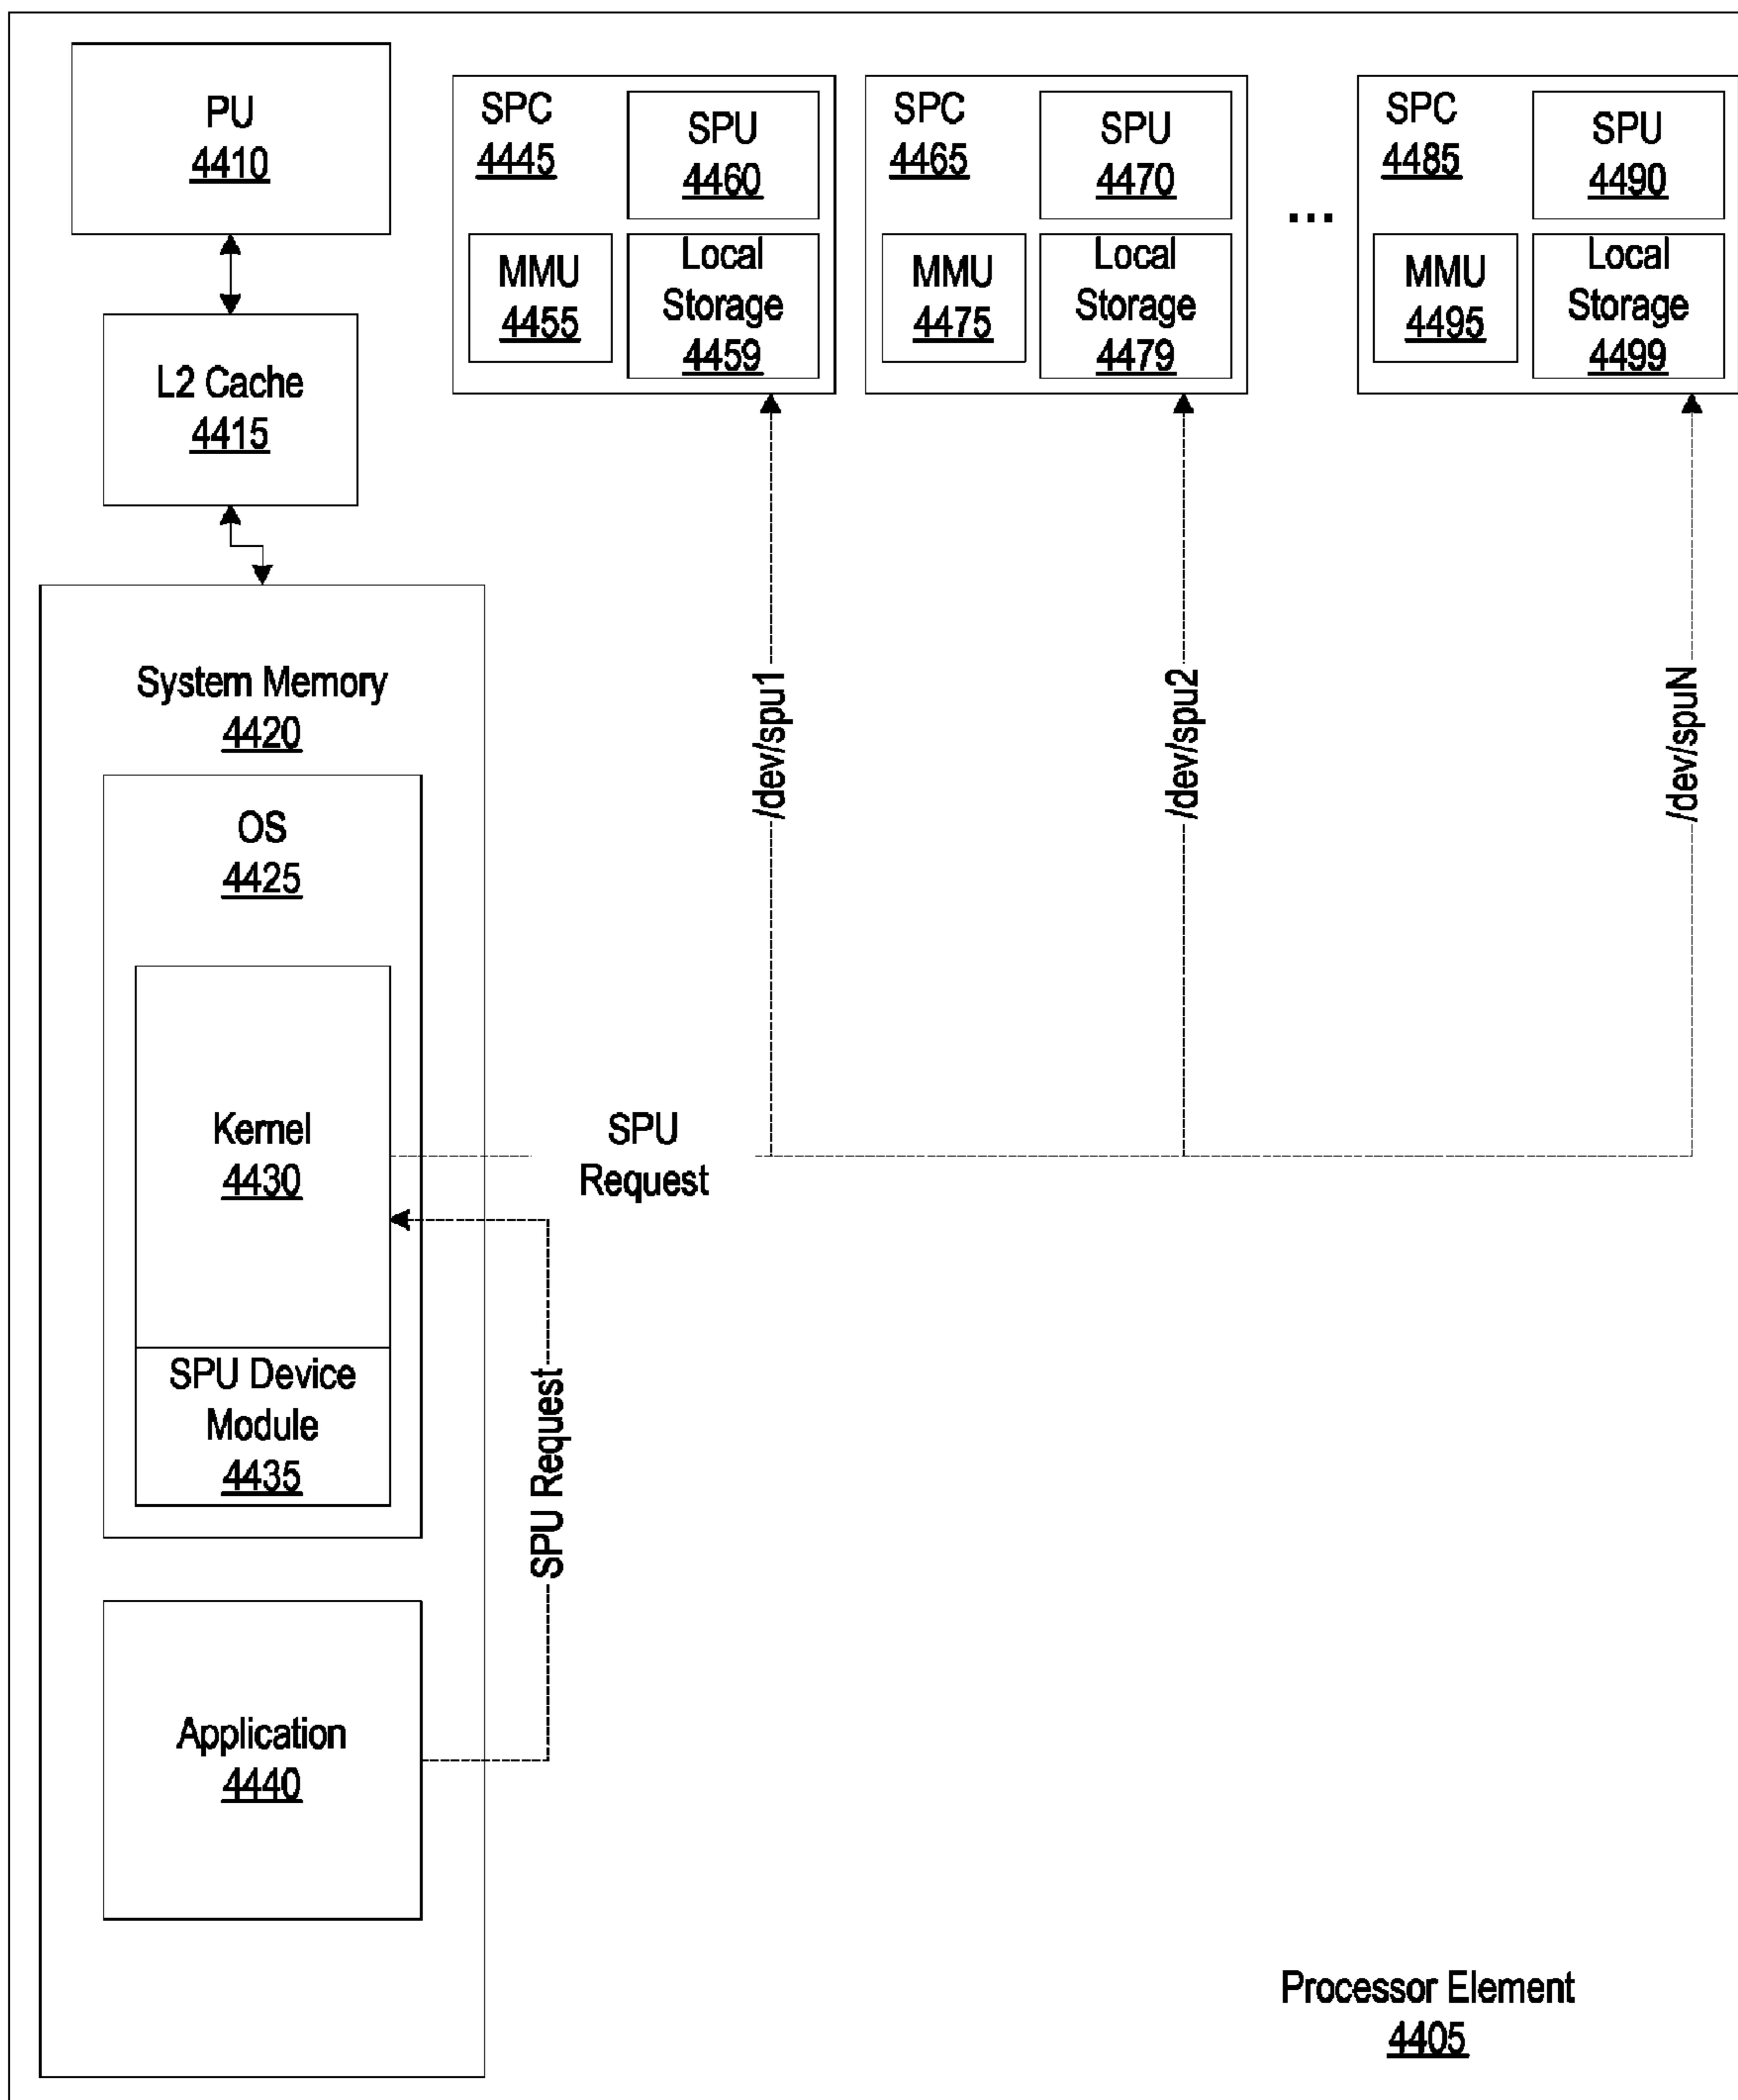 PU
4410
L2 Cache
4415
SPC
4445
SPU
4460
MMU
4455
Local
Storage
4459
SPC
4465
SPU
4470
MMU
4475
Local
Storage
4479
...
SPC
4485
SPU
4490
MMU
4495
Local
Storage
4499
System Memory
4420
OS
4425
Kernel
4430
SPU Device
Module
4435
Application
4440
SPU
Request
SPU Request
/dev/spu1
/dev/spu2
/dev/spuN
Processor Element
4405